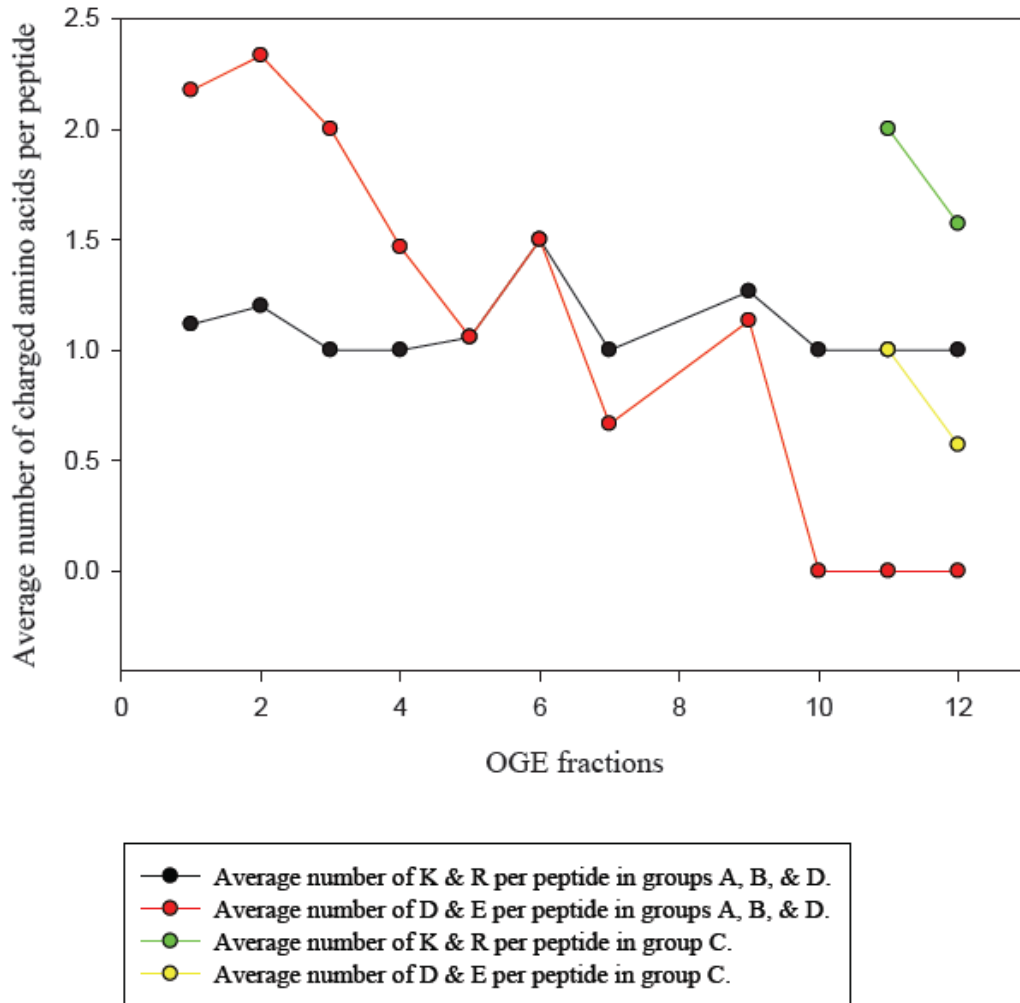 Average number of charged amino acids per peptide
2.5
2.0
1.5
1.0
0.5
0.0
0 2 4 6 8 10 12
OGE fractions
Average number of K & R per peptide in groups A, B, & D.
Average number of D & E per peptide in groups A, B, & D.
Average number of K & R per peptide in group C.
Average number of D & E per peptide in group C.